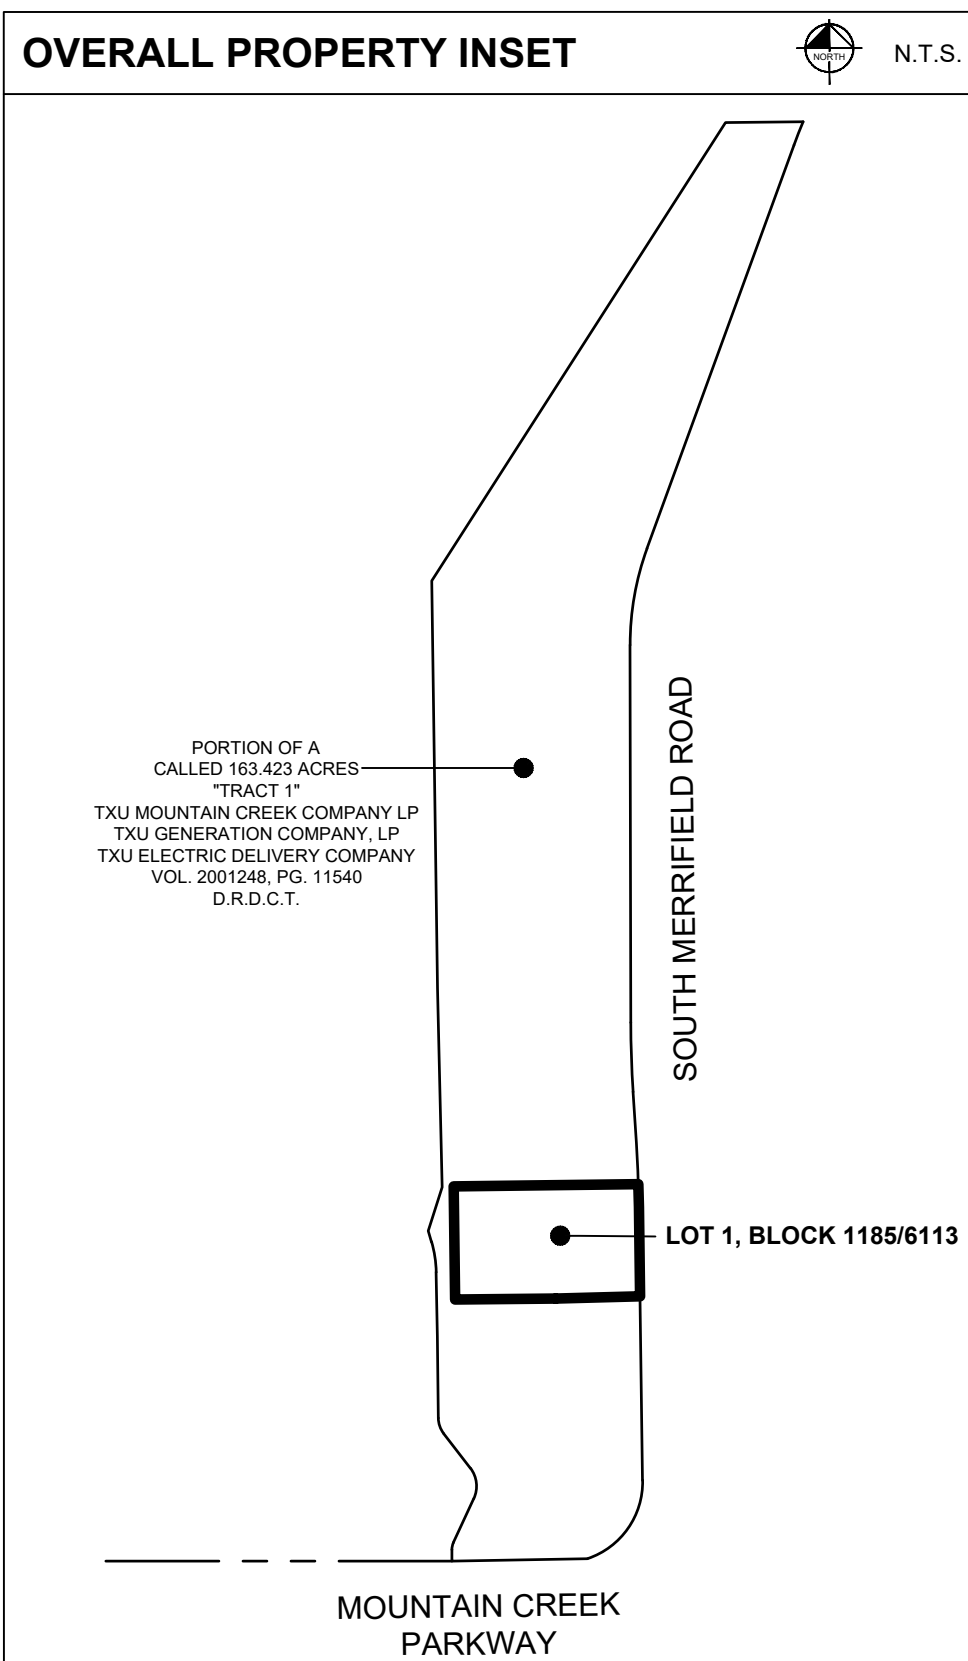 OVERALL PROPERTY INSET
NORTH
N.T.S.
PORTION OF A
CALLED 163.423 ACRES
"TRACT 1"
TXU MOUNTAIN CREEK COMPANY LP
TXU GENERATION COMPANY, LP
TXU ELECTRIC DELIVERY COMPANY
VOL. 2001248, PG. 11540
D.R.D.C.T.
SOUTH MERRIFIELD ROAD
LOT 1, BLOCK 1185/6113
MOUNTAIN CREEK
PARKWAY